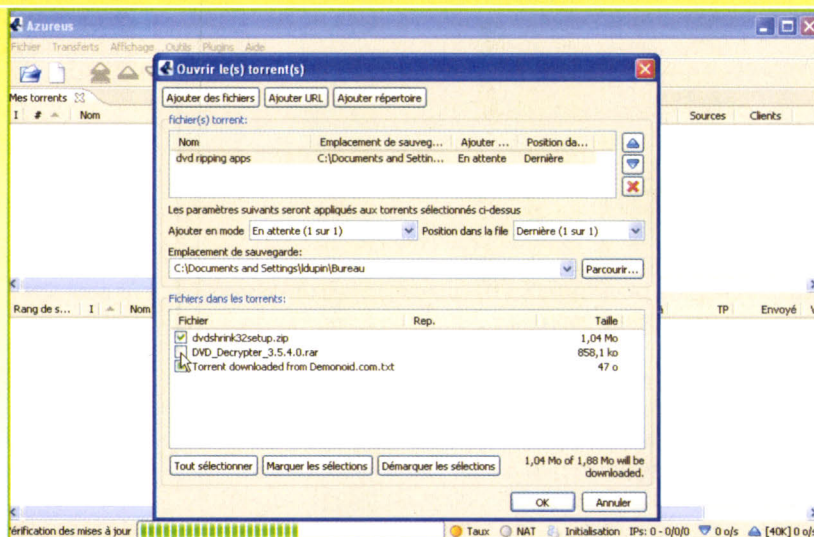 Azureus
Fichier Transferts Affichage Outils Plugins Aide
Ouvrir le(s) torrent(s)
Mes torrents
I # Nom
Sources Clients
Ajouter des fichiers Ajouter URL Ajouter répertoire
fichier(s) torrent:
Nom Emplacement de sauveg... Ajouter ... Position da...
dvd ripping apps C:\Documents and Settin... En attente Dernière
Les paramètres suivants seront appliqués aux torrents sélectionnés ci-dessus
Ajouter en mode En attente (1 sur 1) Position dans la file Dernière (1 sur 1)
Emplacement de sauvegarde:
C:\Documents and Settings\ldupin\Bureau Parcourir...
Rang de s... I Nom
TP Envoyé
Fichiers dans les torrents:
Fichier Rep. Taille
dvdshrink32setup.zip 1,04 Mo
DVD_Decrypter_3.5.4.0.rar 858,1 ko
Torrent downloaded from Demonoid.com.txt 47 o
Tout sélectionner Marquer les sélections Démarquer les sélections
1,04 Mo of 1,88 Mo will be
downloaded.
OK Annuler
érification des mises à jour Taux NAT Initialisation IPs: 0 - 0/0/0 0 o/s [40K] 0 o/s